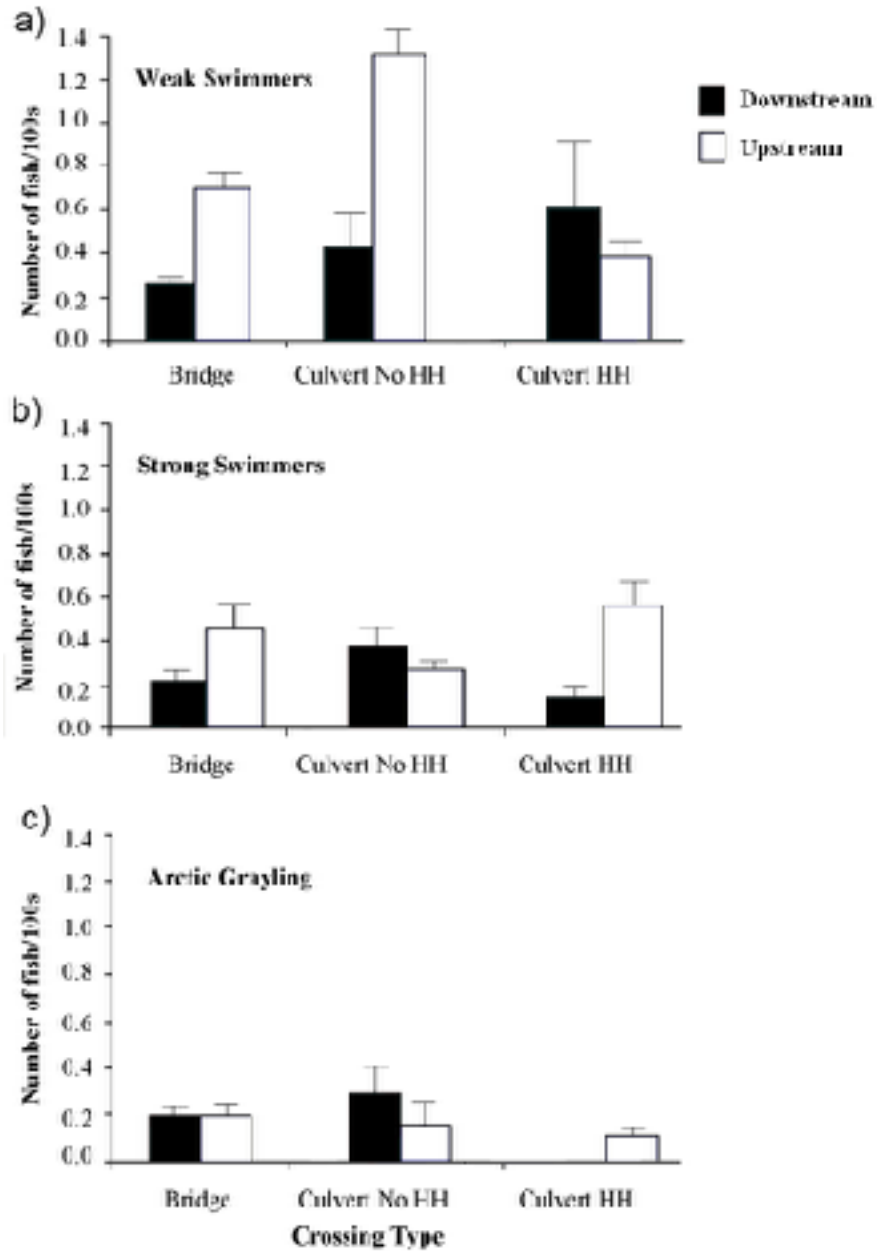 a)
1.4
1.2
1.0
0.8
0.6
0.4
0.2
0.0
Number of fish/100s
Weak Swimmers
Downstream
Upstream
Bridge
Culvert No HH
Culvert HH
b)
1.4
1.2
1.0
0.8
0.6
0.4
0.2
0.0
Number of fish/100s
Strong Swimmers
Bridge
Culvert No HH
Culvert HH
c)
1.4
1.2
1.0
0.8
0.6
0.4
0.2
0.0
Number of fish/100s
Arctic Grayling
Bridge
Culvert No HH
Culvert HH
Crossing Type